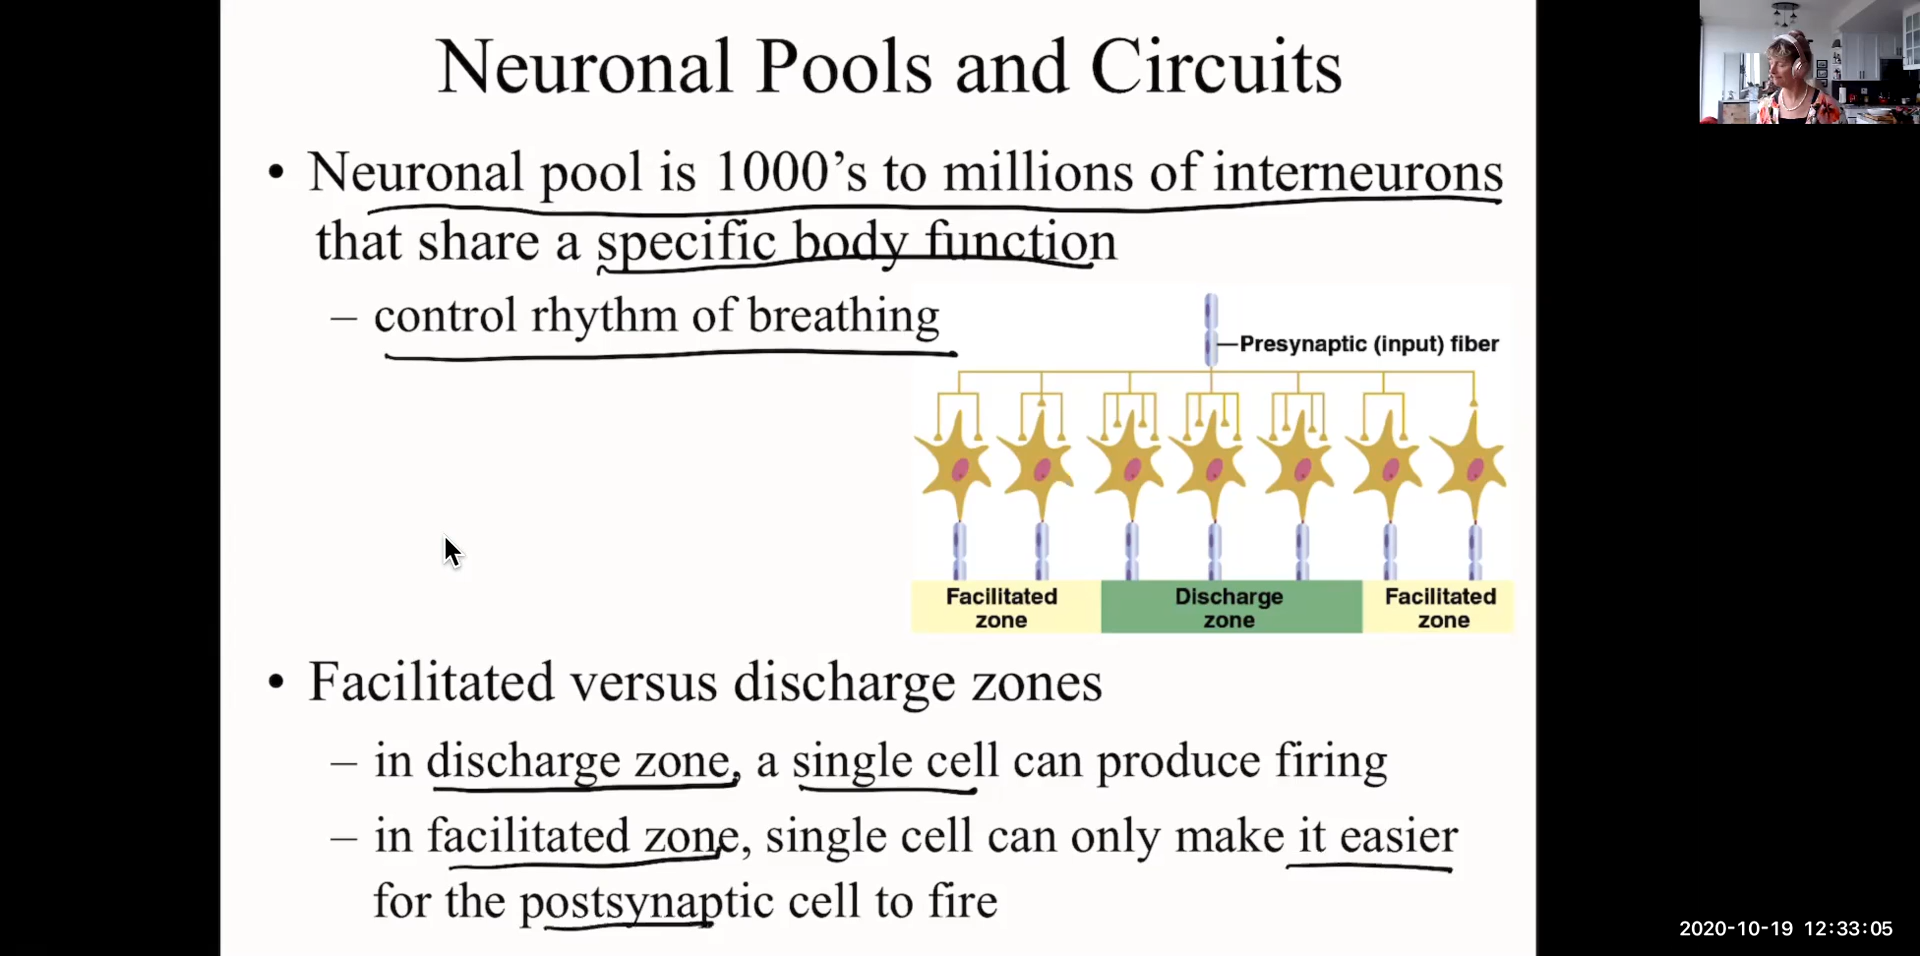 Neuronal Pools and Circuits
• Neuronal pool is 1000’s to millions of interneurons
that share a specific body function
– control rhythm of breathing
Presynaptic (input) fiber
Facilitated
zone
Discharge
zone
Facilitated
zone
• Facilitated versus discharge zones
– in discharge zone, a single cell can produce firing
– in facilitated zone, single cell can only make it easier
for the postsynaptic cell to fire
2020-10-19 12:33:05